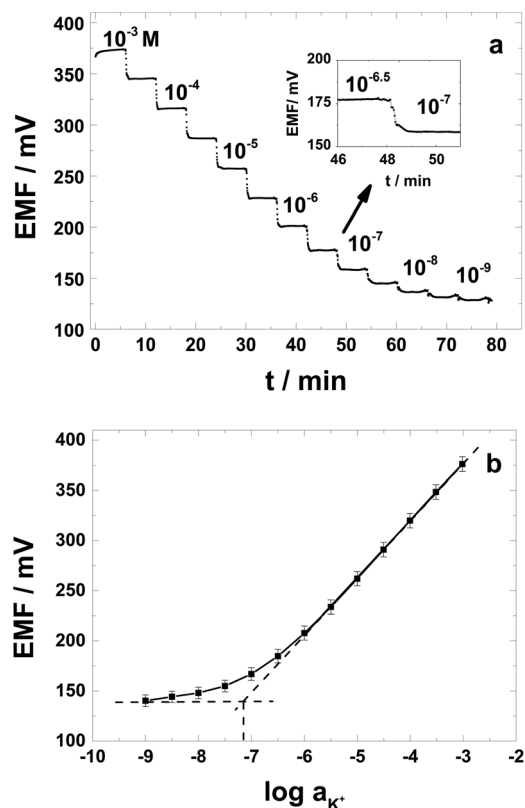 400
350
300
250
200
150
100
EMF / mV
a
10⁻³ M
10⁻⁴
10⁻⁵
10⁻⁶
10⁻⁷
10⁻⁸
10⁻⁹
200
175
150
EMF/ mV
10⁻⁶·⁵
10⁻⁷
46 48 50
t / min
0 10 20 30 40 50 60 70 80 90
t / min
400
350
300
250
200
150
100
EMF / mV
b
-10 -9 -8 -7 -6 -5 -4 -3 -2
log a_K⁺